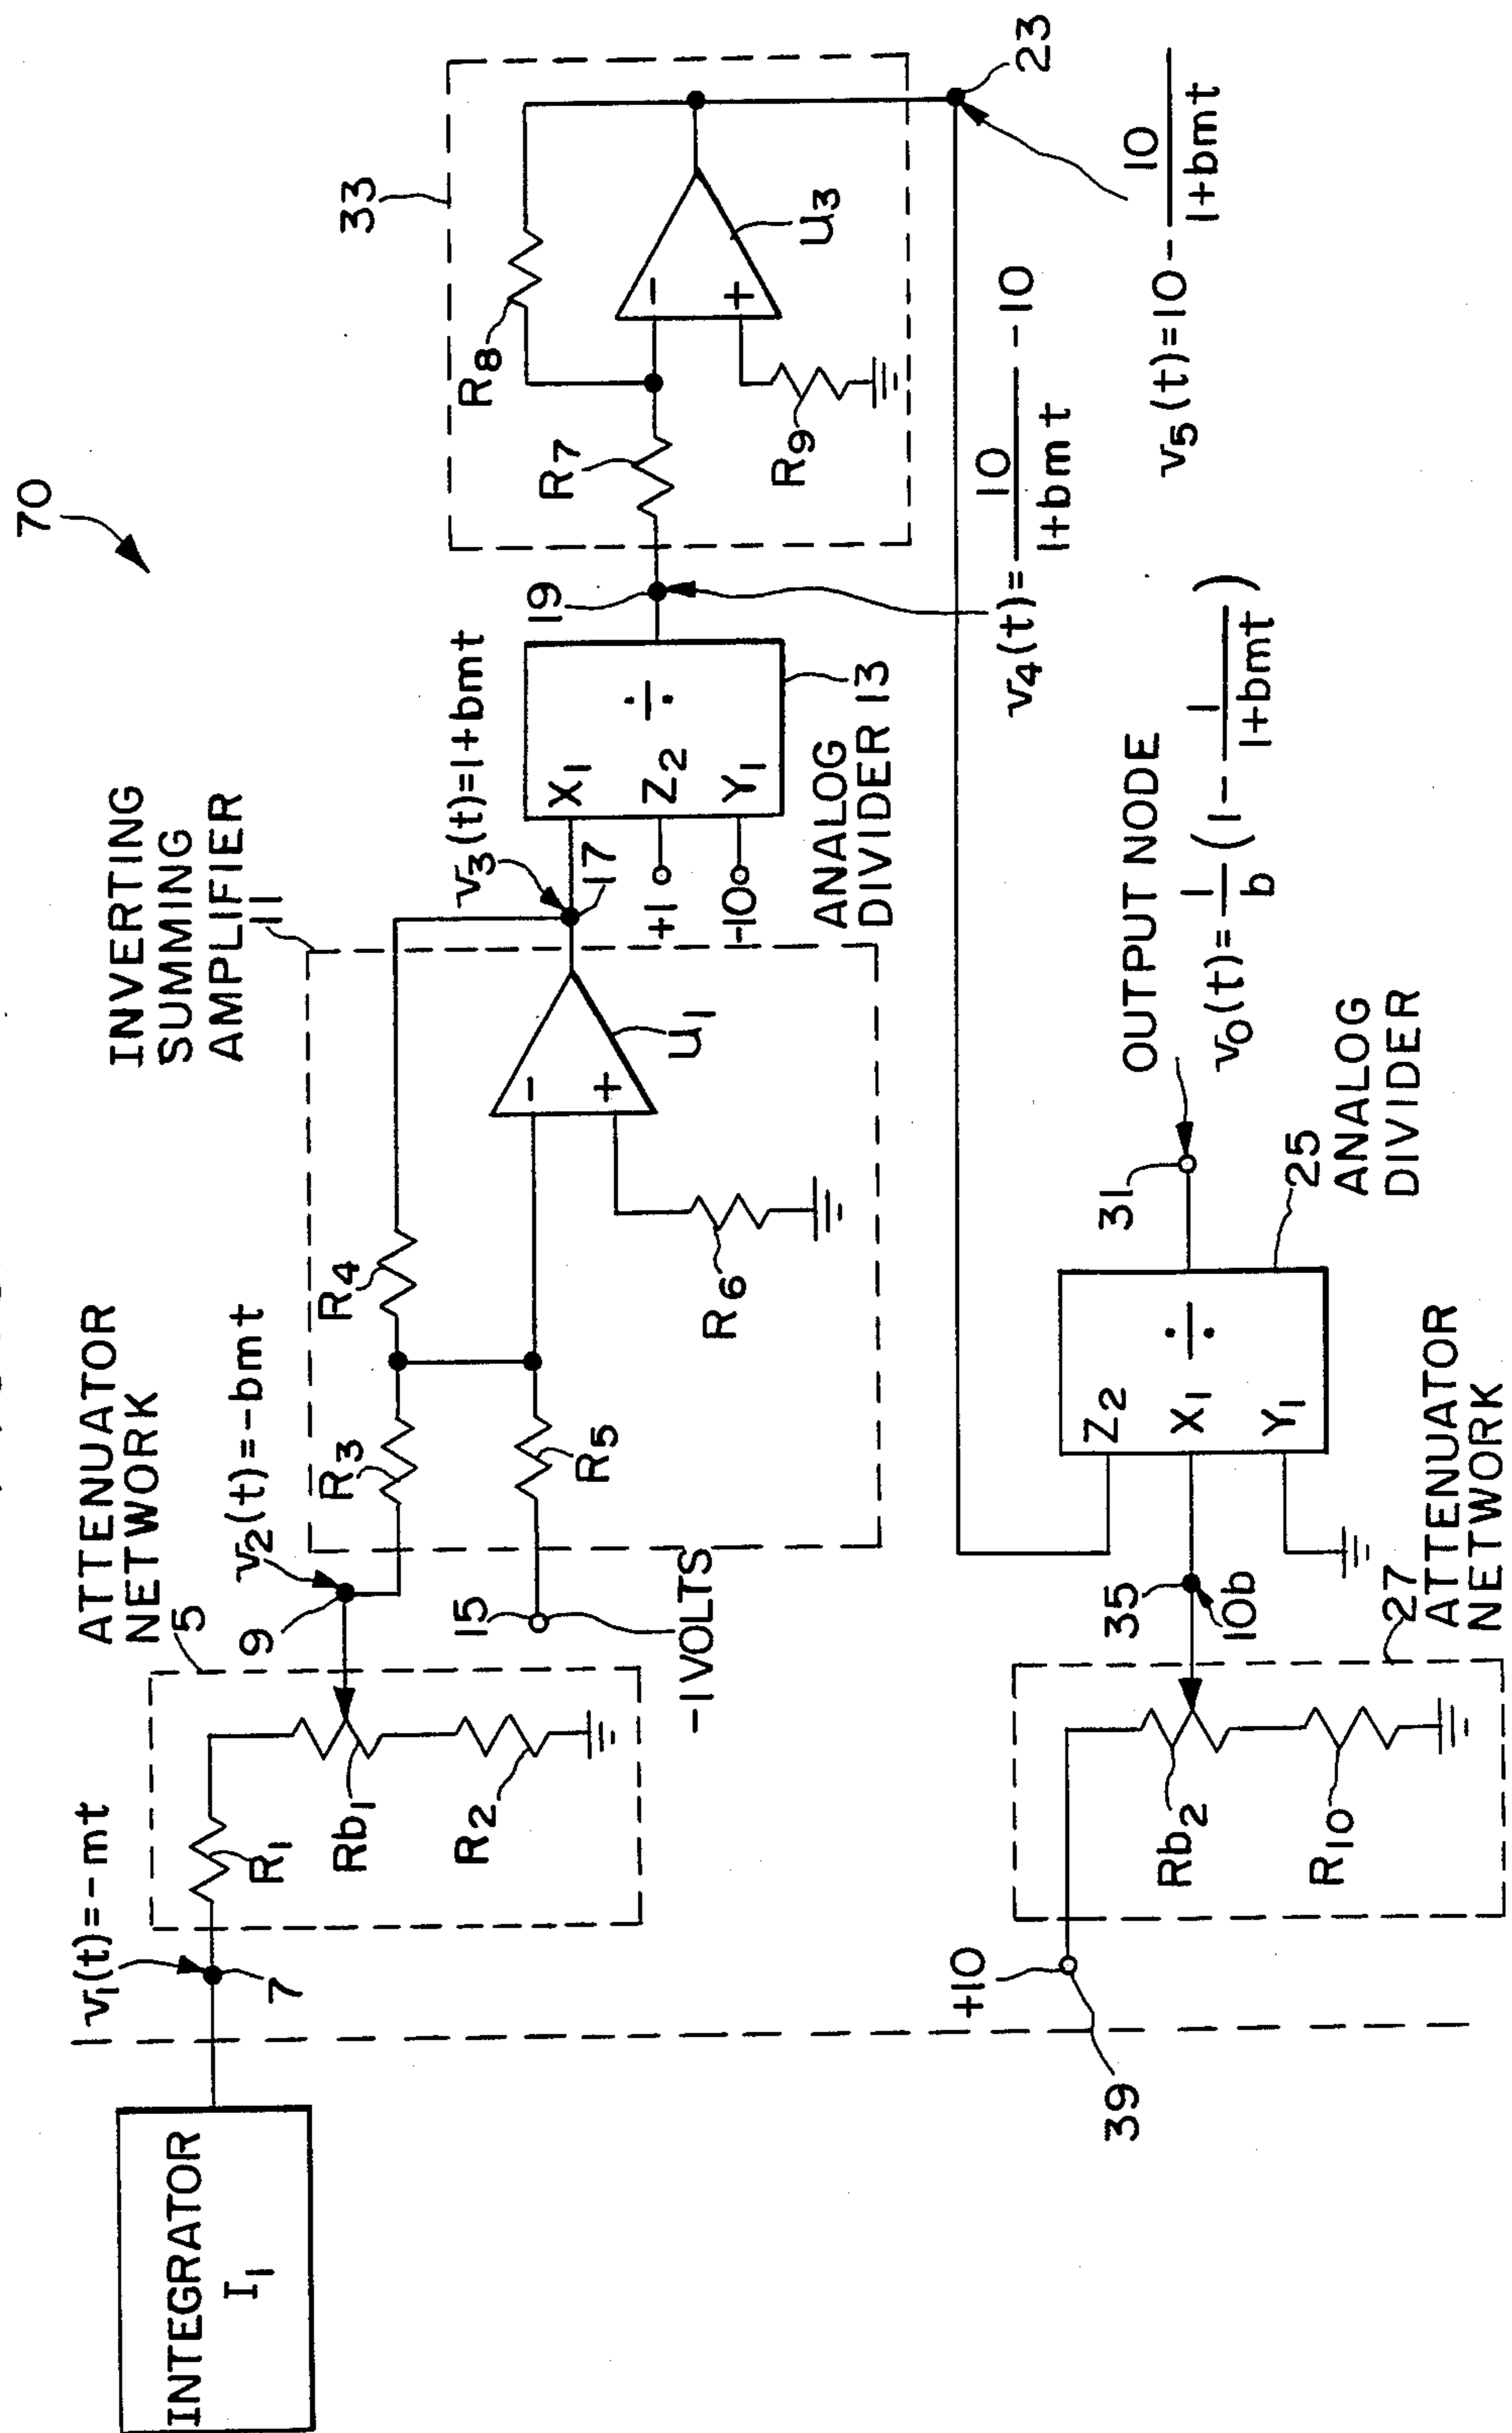 70
INTEGRATOR
I1
v1(t)=-mt
7
ATTENUATOR
NETWORK
5
R1
Rb1
R2
v2(t)=-bmt
9
15
-1 VOLTS
INVERTING
SUMMING
AMPLIFIER
11
R3
R4
R5
R6
-
+
U1
v3(t)=1+bmt
17
+1
-10
X1
Z2
Y1
÷
ANALOG
DIVIDER 13
19
v4(t)= 10/1+bmt -10
33
R7
R8
R9
-
+
U3
23
v5(t)=10- 10/1+bmt
+10
39
Rb2
R10
27
ATTENUATOR
NETWORK
35
10b
Z2
X1
Y1
÷
25
ANALOG
DIVIDER
31
OUTPUT NODE
v0(t)= 1/b (1- 1/1+bmt )